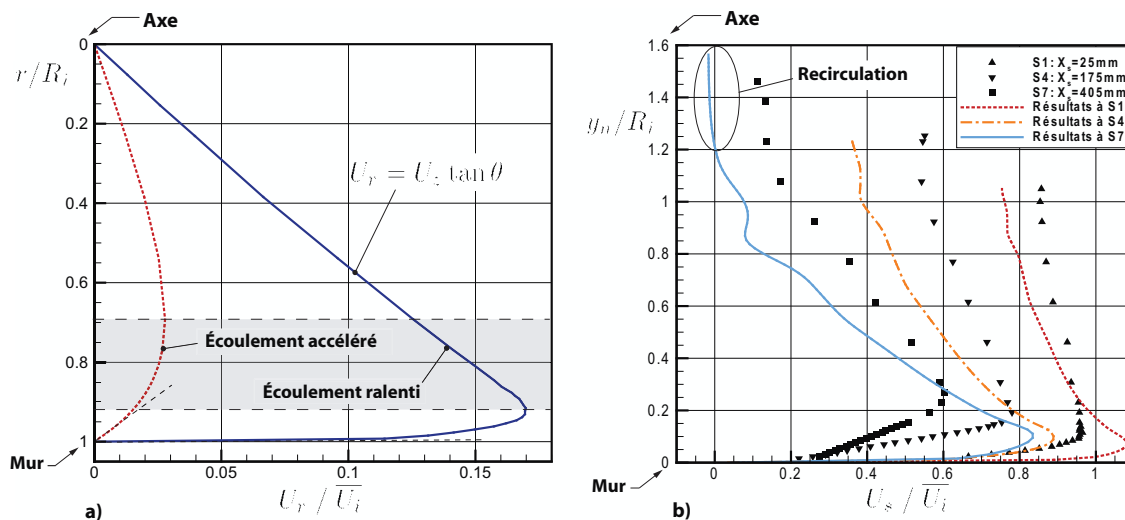 Axe
r/R_i
0
0.2
0.4
0.6
0.8
1
U_r = U_z tan θ
Écoulement accéléré
Écoulement ralenti
Mur
0
0.05
0.1
0.15
U_r / U̅_i
a)
Axe
y_n/R_i
1.6
1.4
1.2
1
0.8
0.6
0.4
0.2
0
Recirculation
S1: X_s=25mm
S4: X_s=175mm
S7: X_s=405mm
Résultats à S1
Résultats à S4
Résultats à S7
Mur
0
0.2
0.4
0.6
0.8
1
U_s / U̅_i
b)